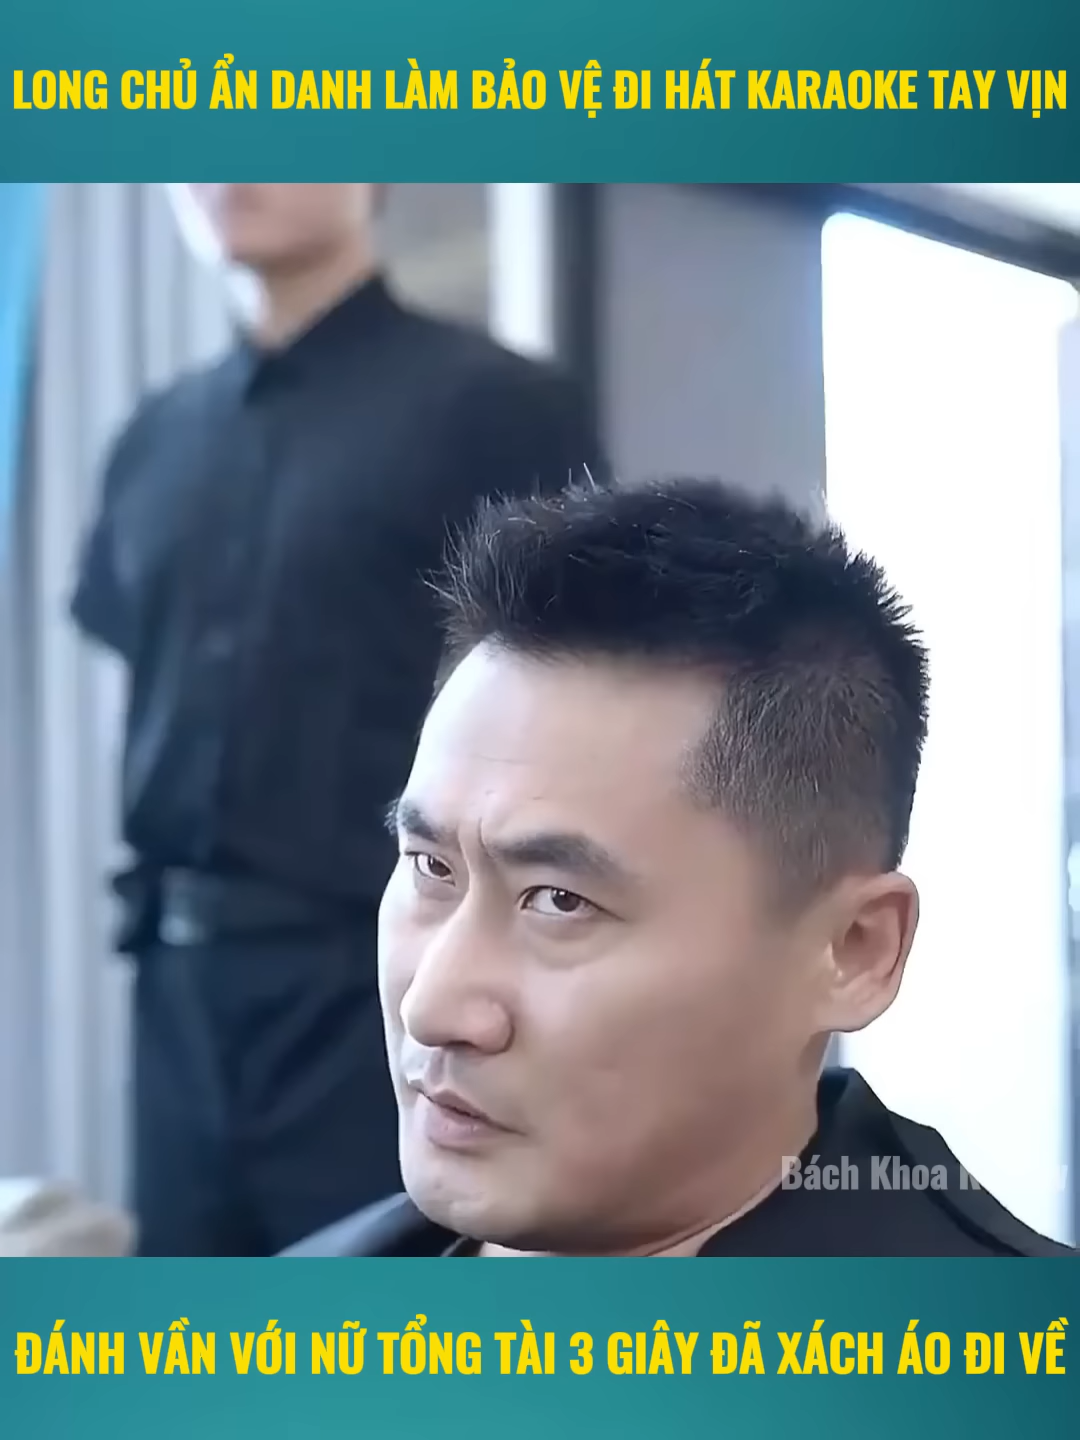 LONG CHỦ ẨN DANH LÀM BẢO VỆ ĐI HÁT KARAOKE TAY VỊN
Bách Khoa
ĐÁNH VẦN VỚI NỮ TỔNG TÀI 3 GIÂY ĐÃ XÁCH ÁO ĐI VỀ